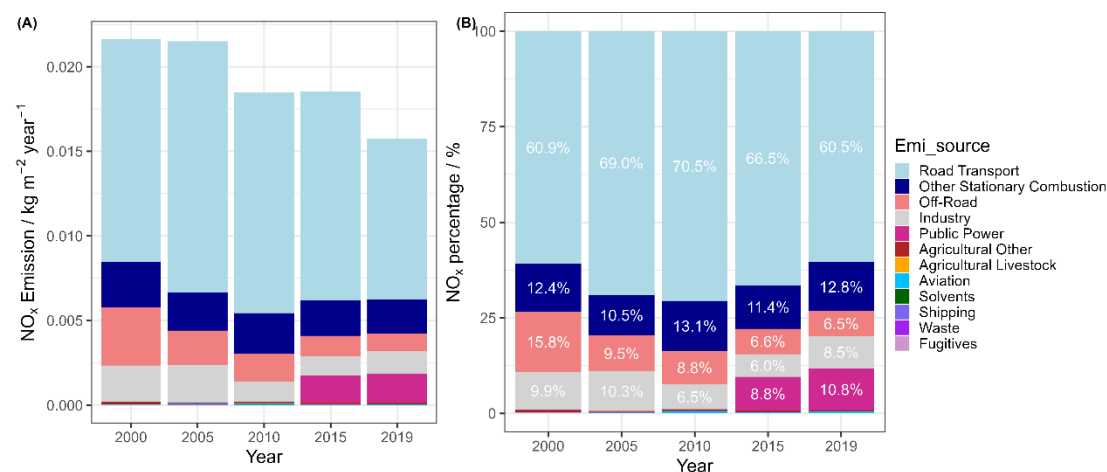 (A)
NOx Emission / kg m−2 year−1
0.020
0.015
0.010
0.005
0.000
2000 2005 2010 2015 2019
Year
(B)
NOx percentage / %
100
75
50
25
0
60.9% 69.0% 70.5% 66.5% 60.5%
12.4% 10.5% 13.1% 11.4% 12.8%
15.8% 9.5% 8.8% 6.6% 6.5%
9.9% 10.3% 6.5% 6.0% 8.5%
8.8% 10.8%
2000 2005 2010 2015 2019
Year
Emi_source
Road Transport
Other Stationary Combustion
Off-Road
Industry
Public Power
Agricultural Other
Agricultural Livestock
Aviation
Solvents
Shipping
Waste
Fugitives